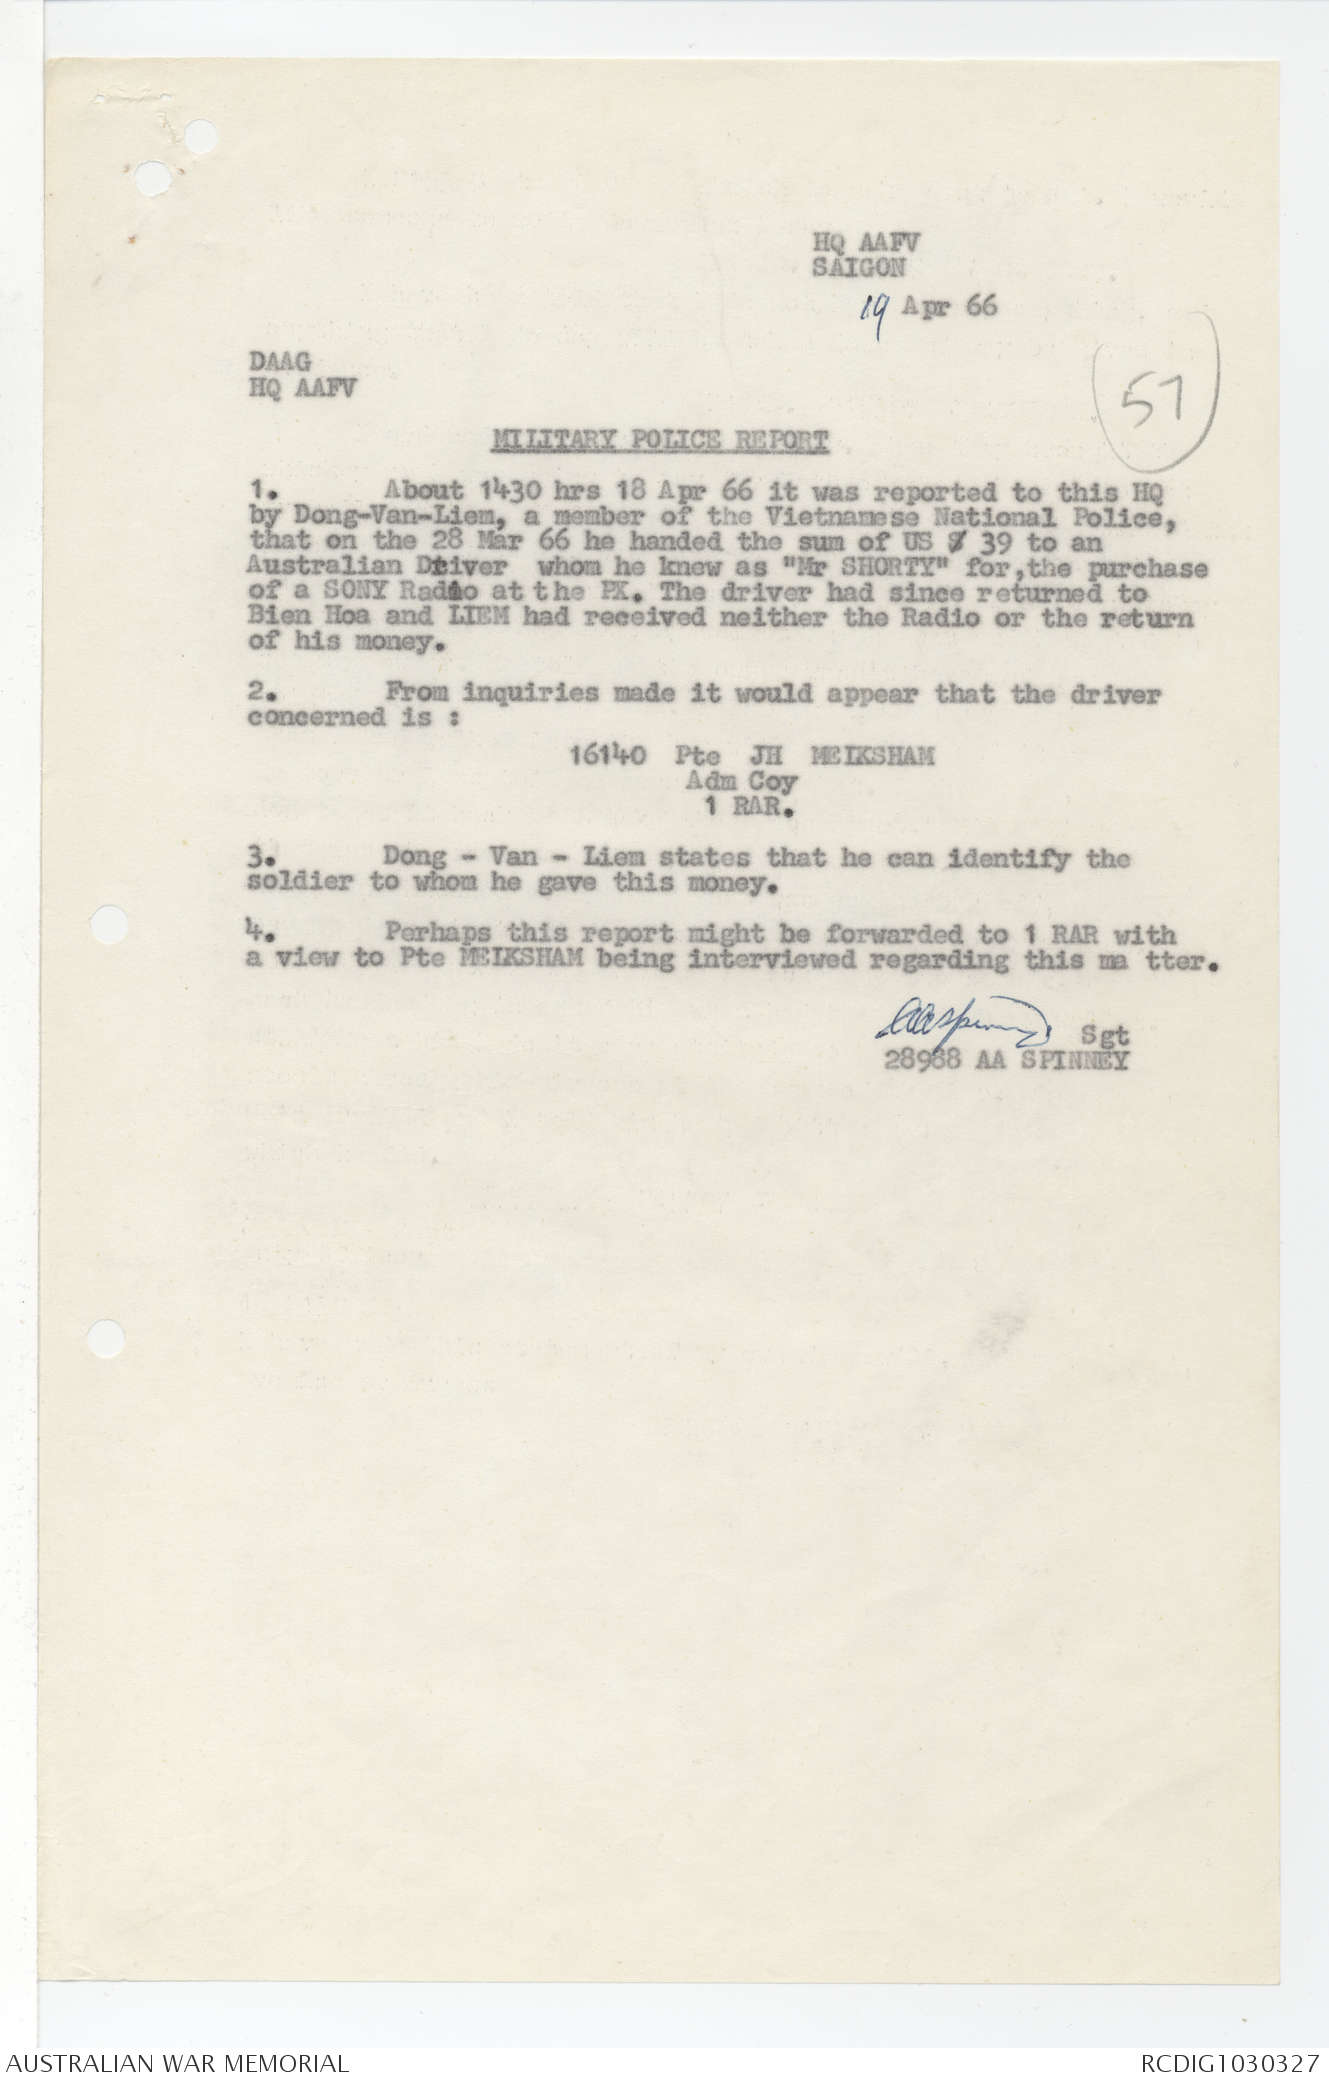 HQ AAFV
SAIGON
19 Apr 66
DAAG
HQ AAFV
57
MILITARY POLICE REPORT
1. About 1430 hrs 18 Apr 66 it was reported to this HQ
by Dong-Van-Liem, a member of the Vietnamese National Police,
that on the 28 Mar 66 he handed the sum of US $ 39 to an
Australian Driver whom he knew as "Mr SHORTY" for,the purchase
of a SONY Radio at the PX. The driver had since returned to
Bien Hoa and LIEM had received neither the Radio or the return
of his money.
2. From inquiries made it would appear that the driver
concerned is :
16140 Pte JH MEIKSHAM
Adm Coy
1 RAR.
3. Dong - Van - Liem states that he can identify the
soldier to whom he gave this money.
4. Perhaps this report might be forwarded to 1 RAR with
a view to Pte MEIKSHAM being interviewed regarding this ma tter.
AASpinney Sgt
28988 AA SPINNEY
AUSTRALIAN WAR MEMORIAL
RCDIG1030327